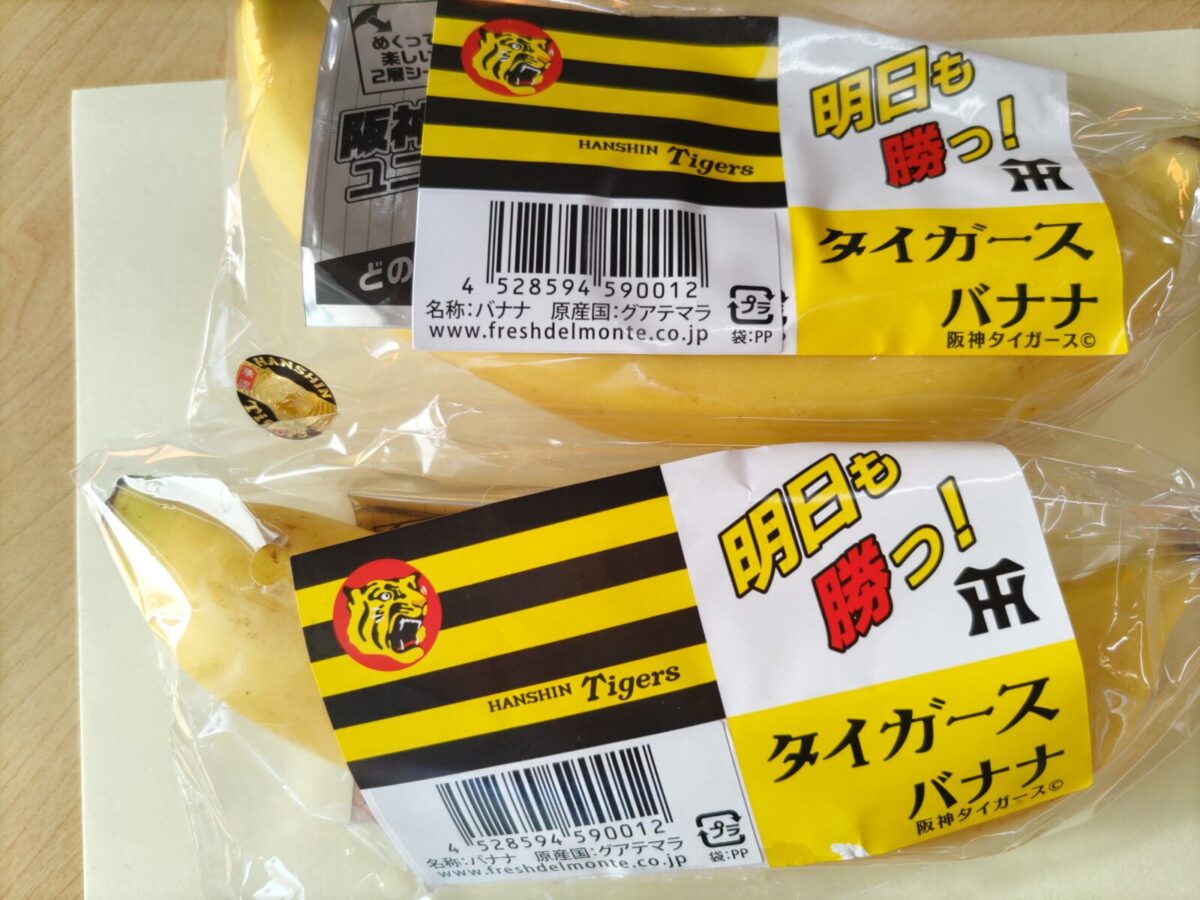 めくって
楽しい
2層シー
阪神
ユニ
どの
HANSHIN Tigers
明日も
勝つ!
タイガース
バナナ
阪神タイガース©
4 528594 590012
名称:バナナ 原産国:グアテマラ
www.freshdelmonte.co.jp
プラ
袋:PP
HANSHIN
HANSHIN Tigers
明日も
勝つ!
タイガース
バナナ
阪神タイガース©
4 528594 590012
名称:バナナ 原産国:グアテマラ
www.freshdelmonte.co.jp
プラ
袋:PP